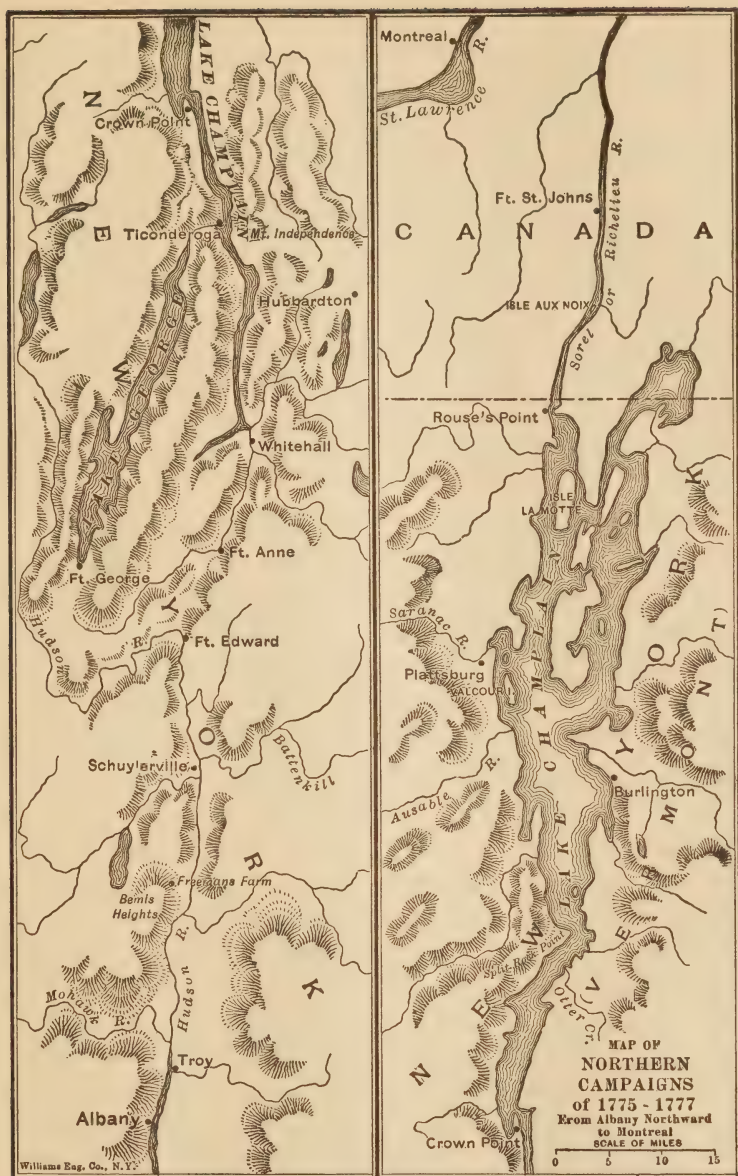 LAKE CHAMPLAIN
N E W Y O R K
Crown Point
Ticonderoga
Mt. Independence
Hubbardton
LAKE GEORGE
Whitehall
Ft. Anne
Ft. George
Hudson R.
Ft. Edward
Battenkill
Schuylerville
Freemans Farm
Bemis
Heights
Hudson R.
Mohawk R.
Troy
Albany
Williams Eng. Co., N.Y.
Montreal
St. Lawrence R.
Ft. St. Johns
C A N A D A
Sorel or Richelieu R.
ISLE AUX NOIX
Rouse's Point
ISLE
LA MOTTE
Saranac R.
Plattsburg
VALCOUR I.
LAKE CHAMPLAIN
Ausable R.
Burlington
N E W Y O R K
V E R M O N T)
Split Rock Point
Otter Cr.
Crown Point
MAP OF
NORTHERN
CAMPAIGNS
of 1775 - 1777
From Albany Northward
to Montreal
SCALE OF MILES
0 5 10 15